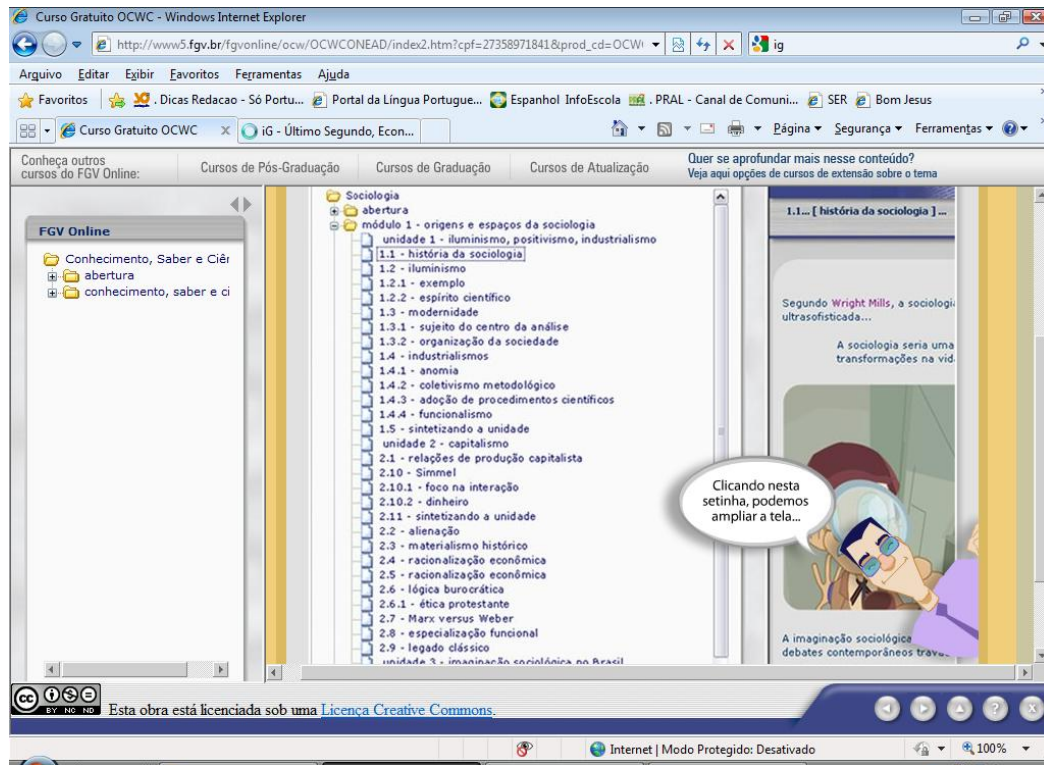 Curso Gratuito OCWC - Windows Internet Explorer
http://www5.fgv.br/fgvonline/ocw/OCWCONEAD/index2.htm?cpf=27358971841&prod_cd=OCW
ig
Arquivo Editar Exibir Favoritos Ferramentas Ajuda
Favoritos . Dicas Redacao - Só Portu... Portal da Língua Portugue... Espanhol InfoEscola . PRAL - Canal de Comuni... SER Bom Jesus
Curso Gratuito OCWC X iG - Último Segundo, Econ... Página Segurança Ferramentas
Conheça outros
cursos do FGV Online:
Cursos de Pós-Graduação Cursos de Graduação Cursos de Atualização
Quer se aprofundar mais nesse conteúdo?
Veja aqui opções de cursos de extensão sobre o tema
FGV Online
Conhecimento, Saber e Ciên
abertura
conhecimento, saber e ci
Sociologia
abertura
módulo 1 - origens e espaços da sociologia
unidade 1 - iluminismo, positivismo, industrialismo
1.1 - história da sociologia
1.2 - iluminismo
1.2.1 - exemplo
1.2.2 - espírito científico
1.3 - modernidade
1.3.1 - sujeito do centro da análise
1.3.2 - organização da sociedade
1.4 - industrialismos
1.4.1 - anomia
1.4.2 - coletivismo metodológico
1.4.3 - adoção de procedimentos científicos
1.4.4 - funcionalismo
1.5 - sintetizando a unidade
unidade 2 - capitalismo
2.1 - relações de produção capitalista
2.10 - Simmel
2.10.1 - foco na interação
2.10.2 - dinheiro
2.11 - sintetizando a unidade
2.2 - alienação
2.3 - materialismo histórico
2.4 - racionalização econômica
2.5 - racionalização econômica
2.6 - lógica burocrática
2.6.1 - ética protestante
2.7 - Marx versus Weber
2.8 - especialização funcional
2.9 - legado clássico
unidade 3 - imaginação sociológica no Brasil
1.1... [ história da sociologia ] ...
Segundo Wright Mills, a sociologi
ultrasofisticada...
A sociologia seria uma
transformações na vid
Clicando nesta
setinha, podemos
ampliar a tela...
A imaginação sociológica
debates contemporâneos
cc BY NC ND Esta obra está licenciada sob uma Licença Creative Commons.
Internet | Modo Protegido: Desativado 100%